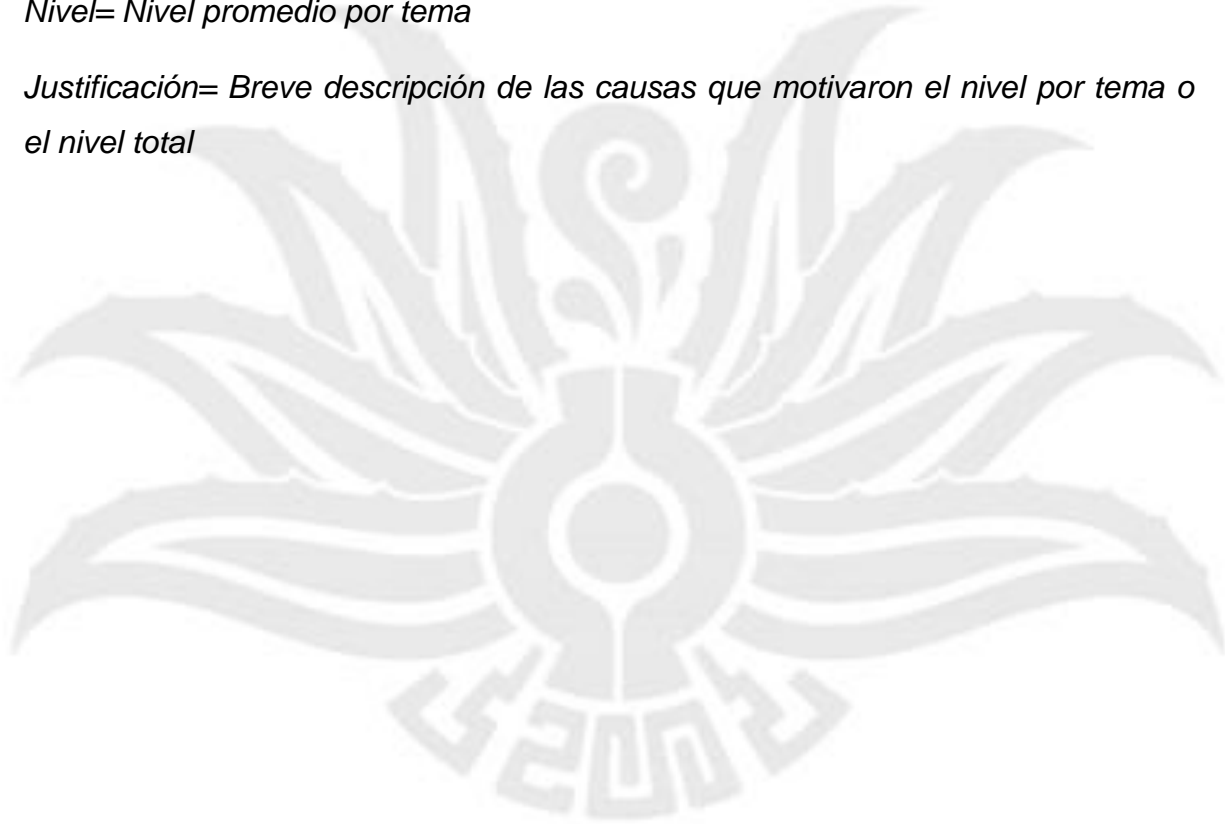 Nivel= Nivel promedio por tema
Justificación= Breve descripción de las causas que motivaron el nivel por tema o
el nivel total